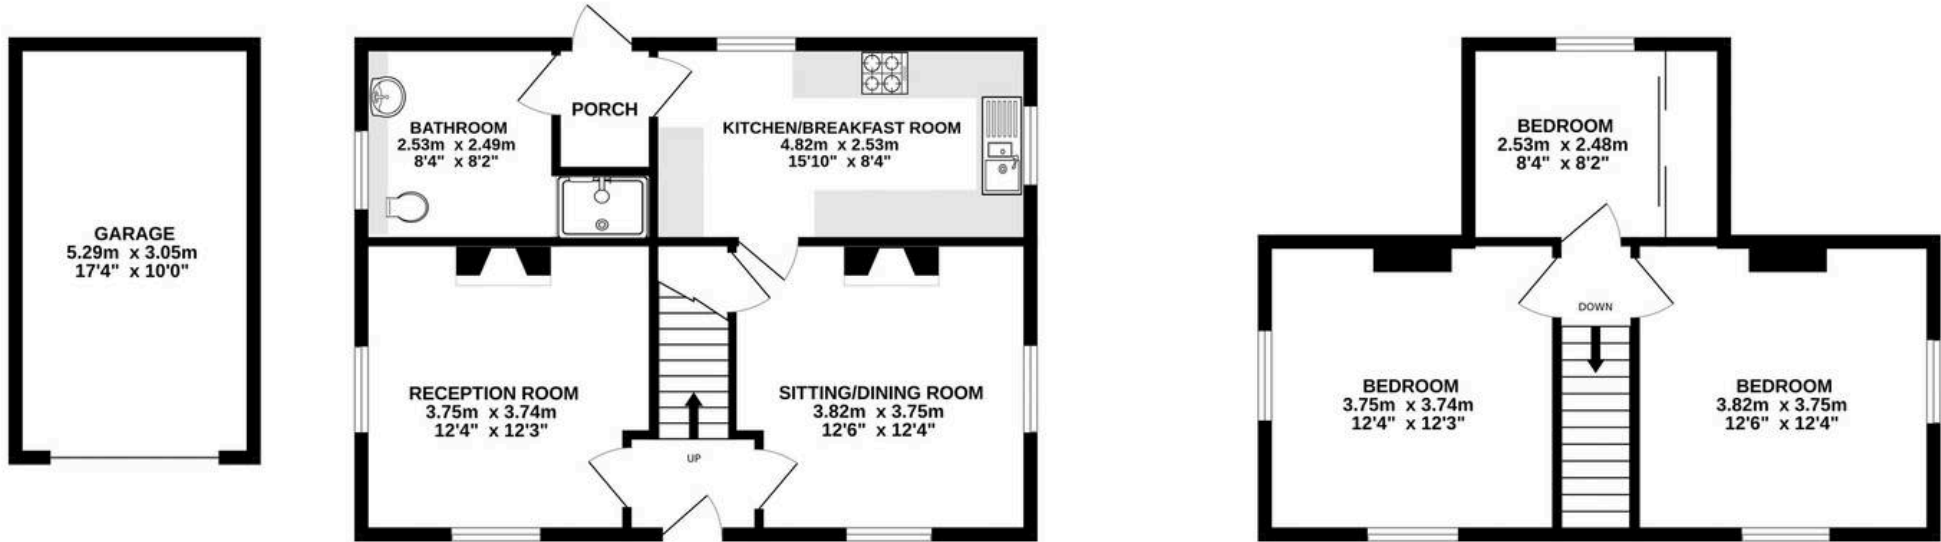 GARAGE
5.29m x 3.05m
17'4" x 10'0"
BATHROOM
2.53m x 2.49m
8'4" x 8'2"
PORCH
KITCHEN/BREAKFAST ROOM
4.82m x 2.53m
15'10" x 8'4"
RECEPTION ROOM
3.75m x 3.74m
12'4" x 12'3"
UP
SITTING/DINING ROOM
3.82m x 3.75m
12'6" x 12'4"
BEDROOM
2.53m x 2.48m
8'4" x 8'2"
DOWN
BEDROOM
3.75m x 3.74m
12'4" x 12'3"
BEDROOM
3.82m x 3.75m
12'6" x 12'4"